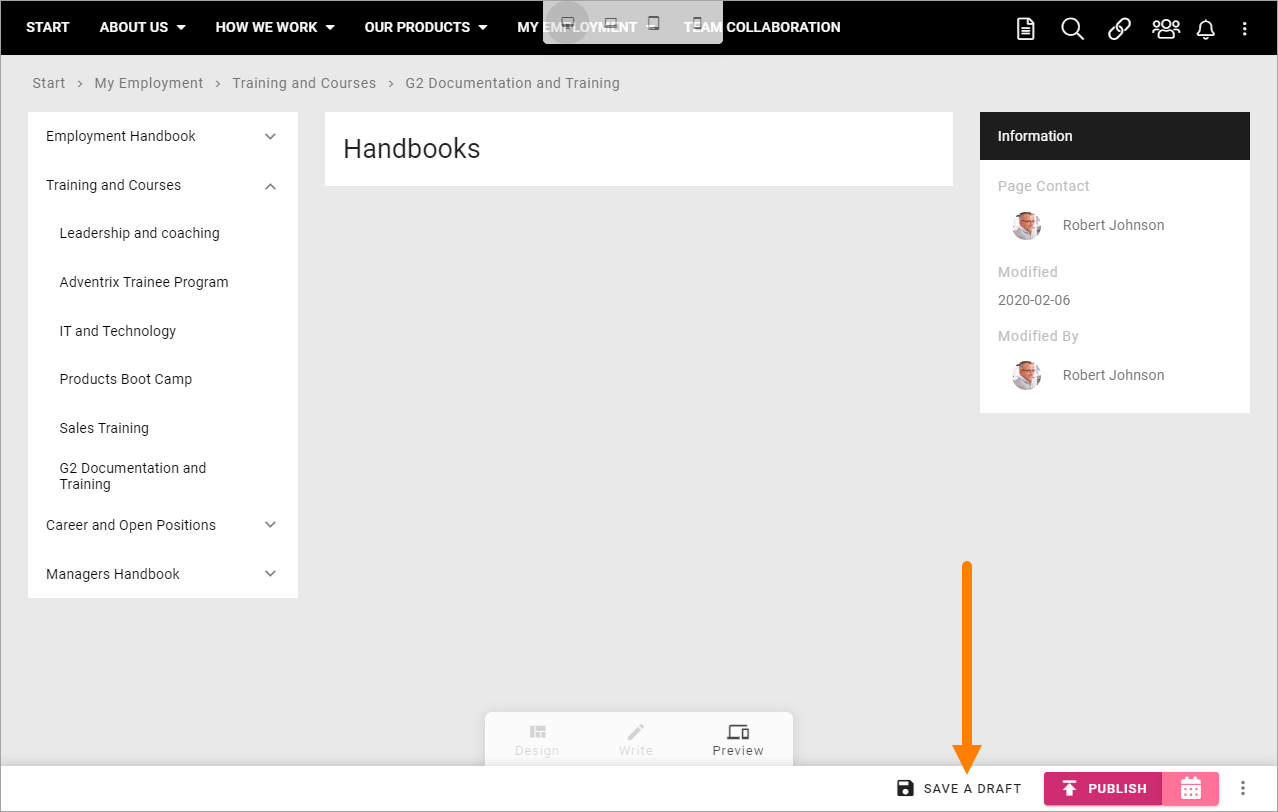 START ABOUT US HOW WE WORK OUR PRODUCTS MY EMPLOYMENT TEAM COLLABORATION
Start > My Employment > Training and Courses > G2 Documentation and Training
Employment Handbook
Training and Courses
Leadership and coaching
Adventrix Trainee Program
IT and Technology
Products Boot Camp
Sales Training
G2 Documentation and
Training
Career and Open Positions
Managers Handbook
Handbooks
Information
Page Contact
Robert Johnson
Modified
2020-02-06
Modified By
Robert Johnson
Design Write Preview
SAVE A DRAFT PUBLISH